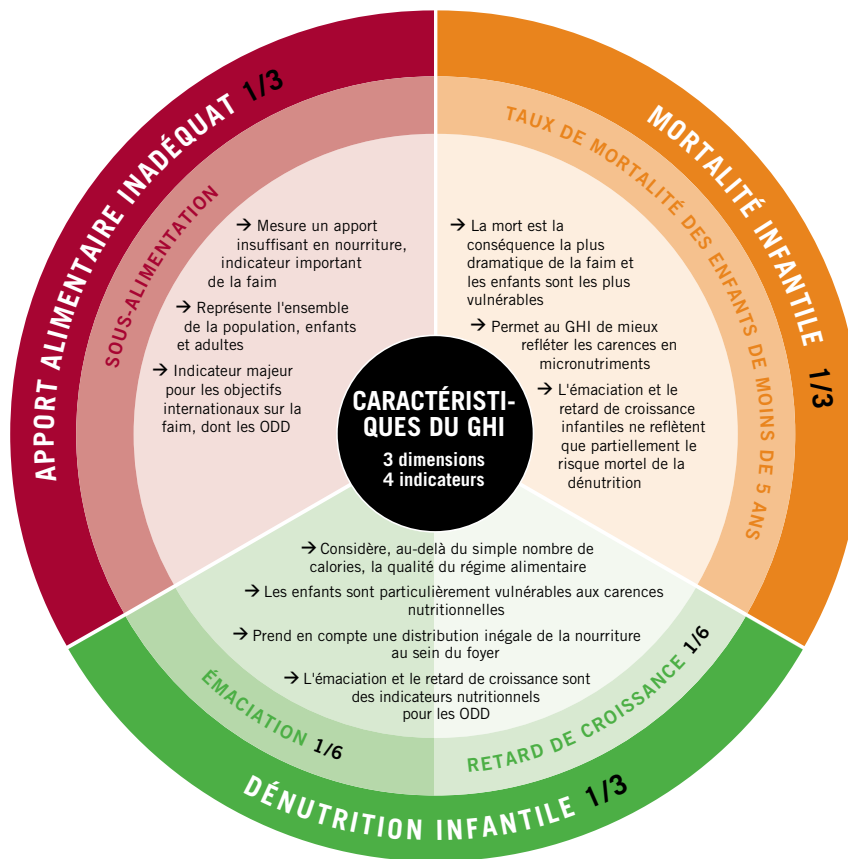 APPORT ALIMENTAIRE INADÉQUAT 1/3
SOUS-ALIMENTATION
→ Mesure un apport
insuffisant en nourriture,
indicateur important
de la faim
→ Représente l'ensemble
de la population, enfants
et adultes
→ Indicateur majeur
pour les objectifs
internationaux sur la
faim, dont les ODD
MORTALITÉ INFANTILE 1/3
TAUX DE MORTALITÉ DES ENFANTS DE MOINS DE 5 ANS
→ La mort est la
conséquence la plus
dramatique de la faim et
les enfants sont les plus
vulnérables
→ Permet au GHI de mieux
refléter les carences en
micronutriments
→ L'émaciation et le
retard de croissance
infantiles ne reflètent
que partiellement le
risque mortel de la
dénutrition
CARACTÉRISTI-
QUES DU GHI
3 dimensions
4 indicateurs
→ Considère, au-delà du simple nombre de
calories, la qualité du régime alimentaire
→ Les enfants sont particulièrement vulnérables aux carences
nutritionnelles
→ Prend en compte une distribution inégale de la nourriture
au sein du foyer
→ L'émaciation et le retard de croissance sont
des indicateurs nutritionnels
pour les ODD
ÉMACIATION 1/6
RETARD DE CROISSANCE 1/6
DÉNUTRITION INFANTILE 1/3